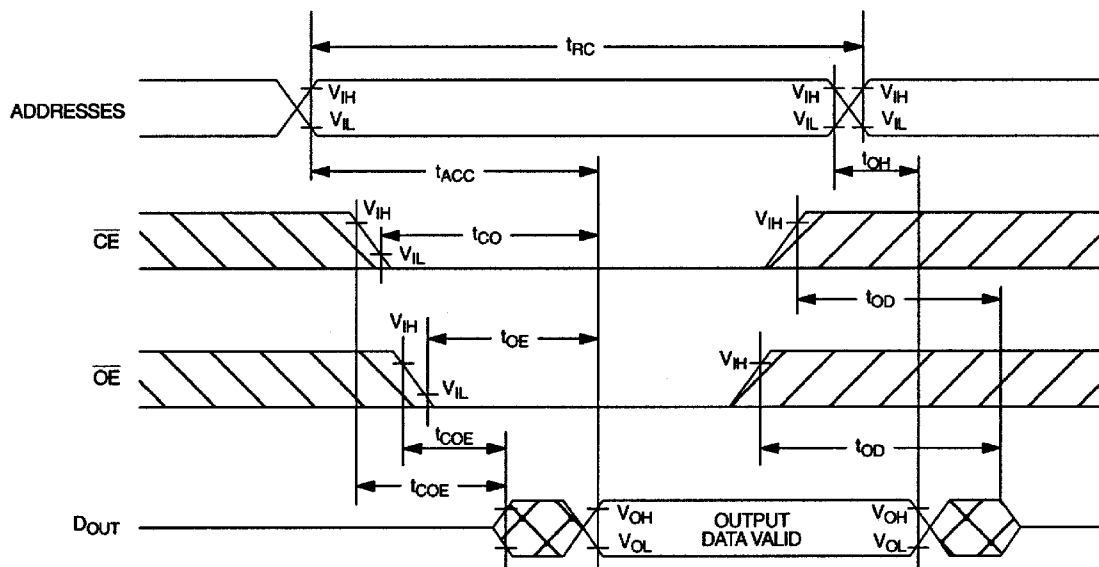 tRC
ADDRESSES
VIH
VIL
VIH
VIL
VIH
VIL
tACC
tOH
CE
VIH
tCO
VIL
VIH
tOD
OE
VIH
tOE
VIL
VIH
tCOE
tOD
tCOE
DOUT
VOH
VOL
OUTPUT
DATA VALID
VOH
VOL